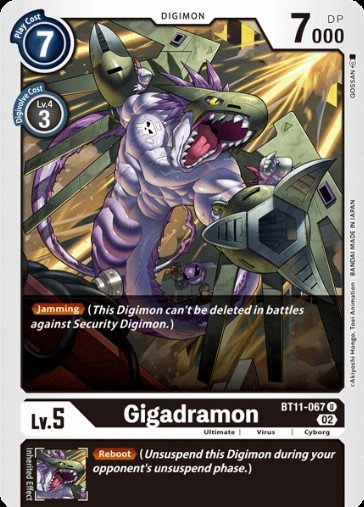 Play Cost
7
DIGIMON
7000
DP
Digivolve Cost
Lv.4
3
GOSSAN
©Akiyoshi Hongo, Toei Animation BANDAI MADE IN JAPAN
Jamming (This Digimon can't be deleted in battles
against Security Digimon.)
Lv.5
Gigadramon
BT11-067 U
02
Ultimate Virus Cyborg
Inherited Effect
Reboot (Unsuspend this Digimon during your
opponent's unsuspend phase.)